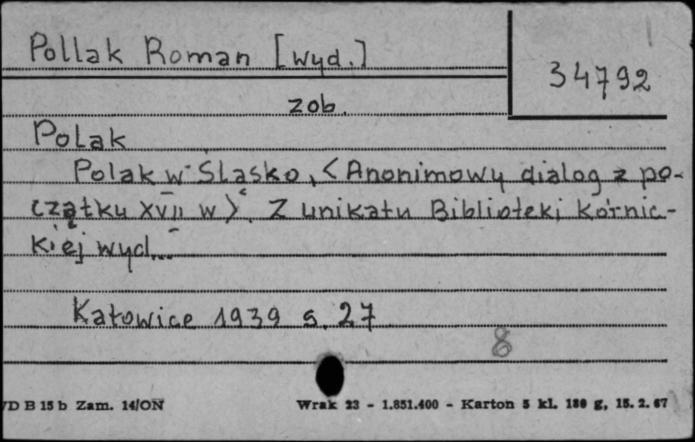 Pollak Roman [wyd.]
34792
zob.
Polak
Polak w Sląsko, <Anonimowy dialog z po-
czątku XVII w>. Z unikatu Biblioteki Kórnic-
kiej wyd...
Katowice 1939 s. 27
8
/D B 15 b Zam. 14/ON Wrak 23 - 1.851.400 - Karton 5 kl. 180 g, 15. 2. 67